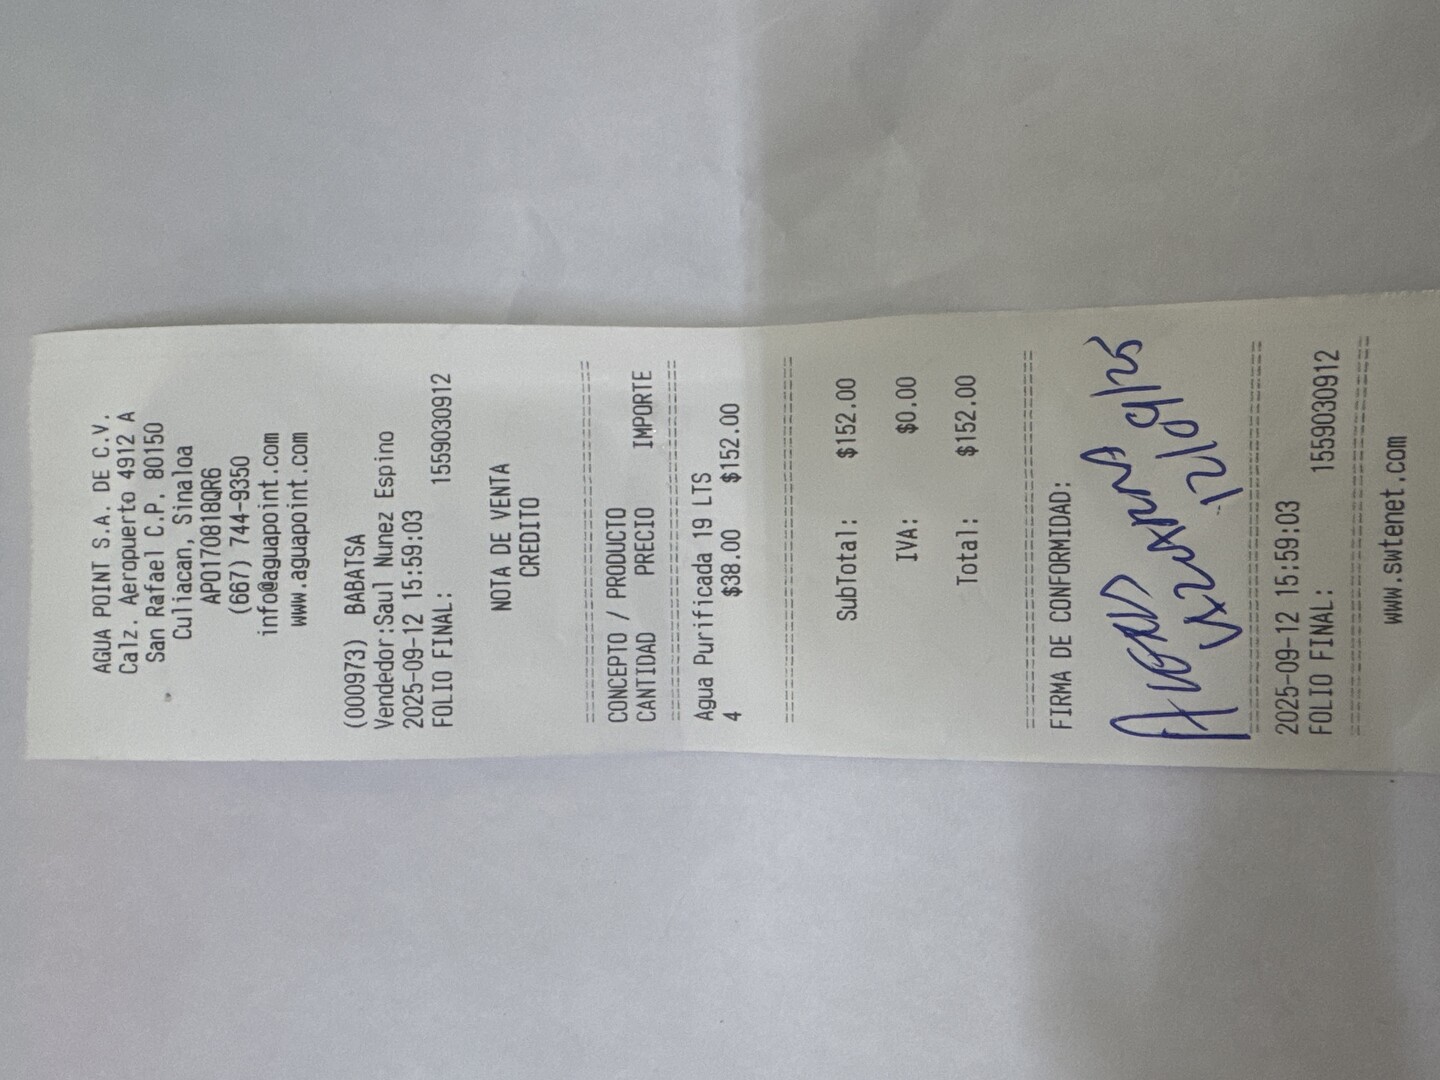 AGUA POINT S.A. DE C.V.
Calz. Aeropuerto 4912 A
San Rafael C.P. 80150
Culiacan, Sinaloa
APO170818QR6
(667) 744-9350
info@aguapoint.com
www.aguapoint.com
(000973) BABATSA
Vendedor:Saul Nunez Espino
2025-09-12 15:59:03
FOLIO FINAL: 1559030912
NOTA DE VENTA
CREDITO
CONCEPTO / PRODUCTO
CANTIDAD PRECIO IMPORTE
Agua Purificada 19 LTS
4 $38.00 $152.00
SubTotal: $152.00
IVA: $0.00
Total: $152.00
FIRMA DE CONFORMIDAD:
12/09/25
2025-09-12 15:59:03
FOLIO FINAL: 1559030912
www.swtenet.com